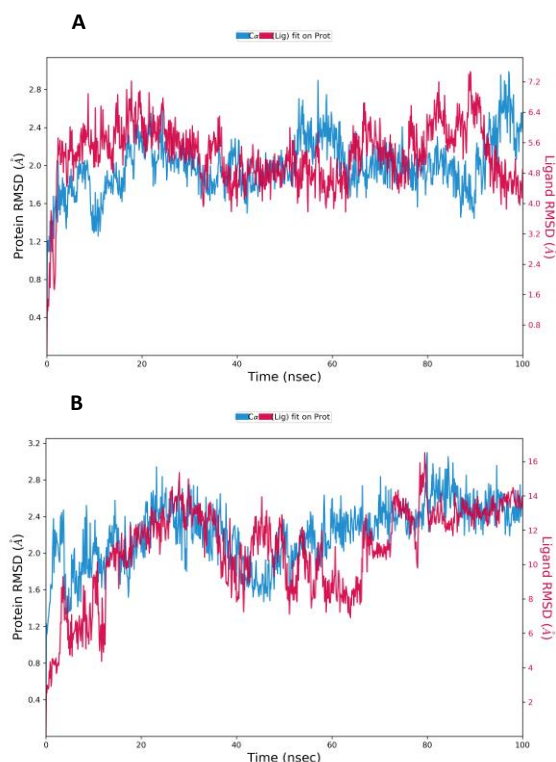 A
Cα (Lig) fit on Prot
Protein RMSD (Å)
2.8
2.4
2.0
1.6
1.2
0.8
0.4
7.2
6.4
5.6
4.8
4.0
3.2
2.4
1.6
0.8
Ligand RMSD (Å)
0 20 40 60 80 100
Time (nsec)
B
Cα (Lig) fit on Prot
Protein RMSD (Å)
3.2
2.8
2.4
2.0
1.6
1.2
0.8
0.4
16
14
12
10
8
6
4
2
Ligand RMSD (Å)
0 20 40 60 80 100
Time (nsec)